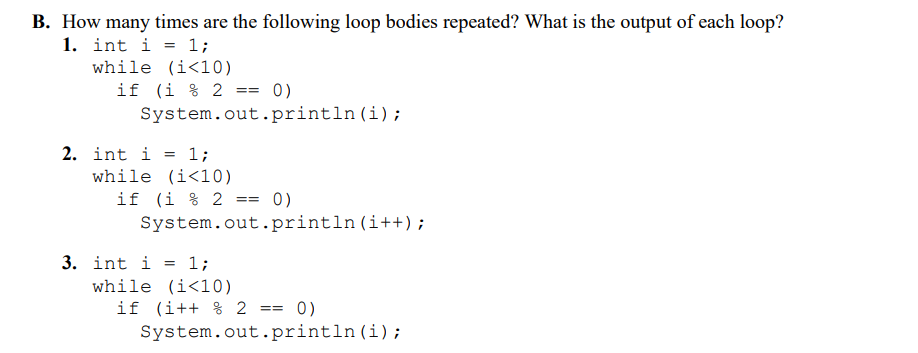 B. How many times are the following loop bodies repeated? What is the output of each loop?
1. int i = 1;
while (i<10)
if (i % 2 == 0)
System.out.println(i);
2. int i = 1;
while (i<10)
if (i % 2 == 0)
System.out.println(i++);
3. int i = 1;
while (i<10)
if (i++ % 2 == 0)
System.out.println(i);